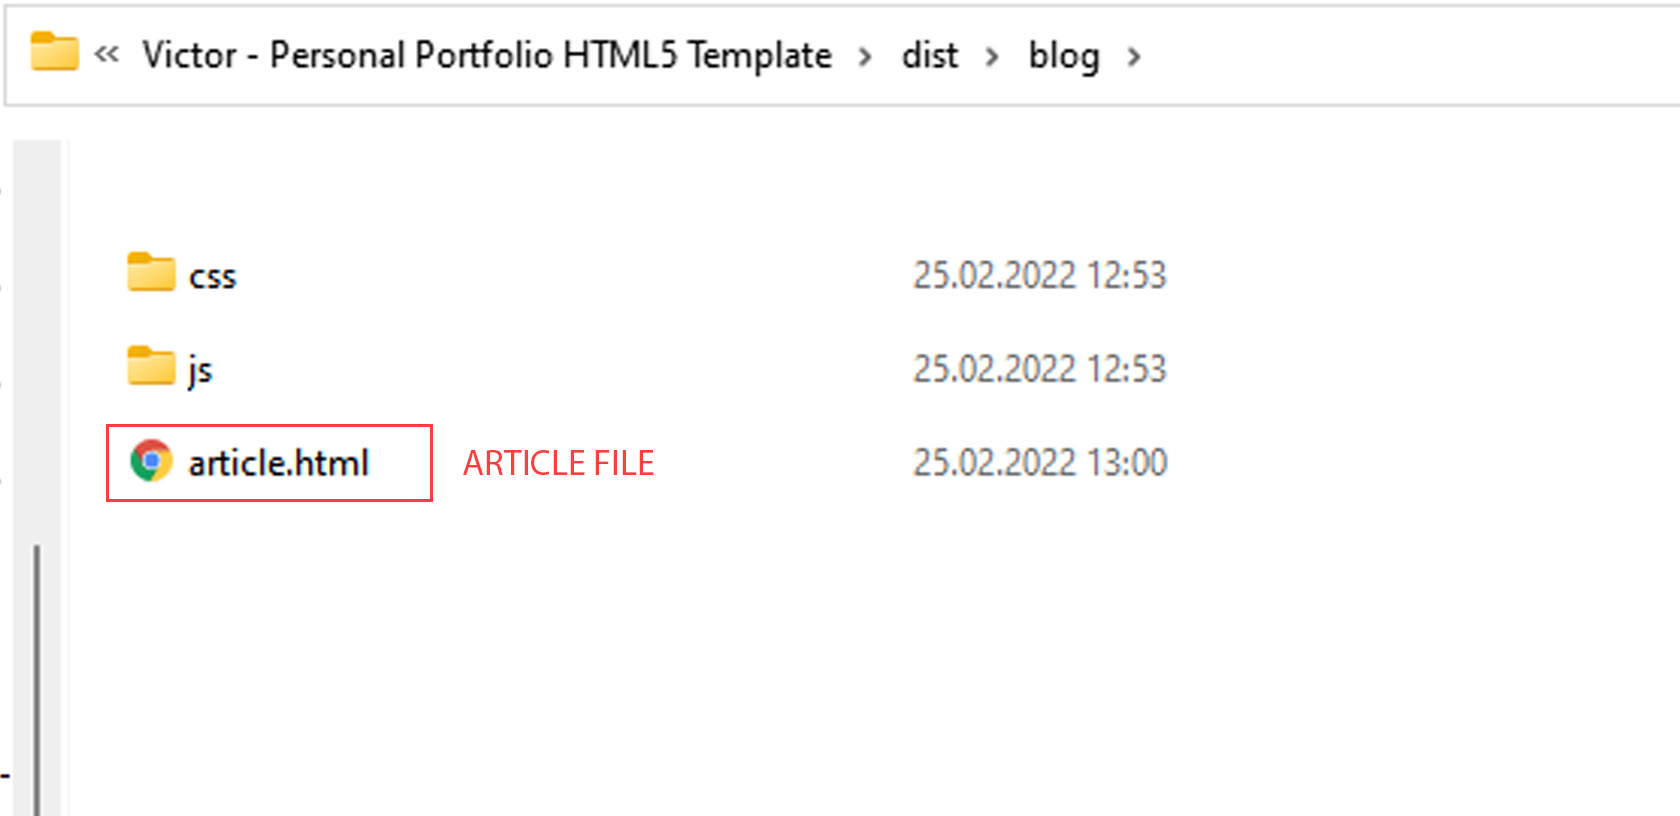 « Victor - Personal Portfolio HTML5 Template > dist > blog >
css 25.02.2022 12:53
js 25.02.2022 12:53
article.html ARTICLE FILE 25.02.2022 13:00